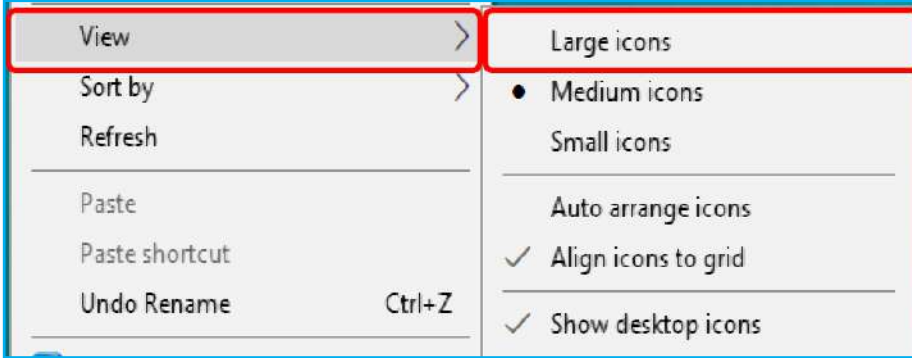 View
Sort by
Refresh
Paste
Paste shortcut
Undo Rename Ctrl+Z
Large icons
Medium icons
Small icons
Auto arrange icons
Align icons to grid
Show desktop icons